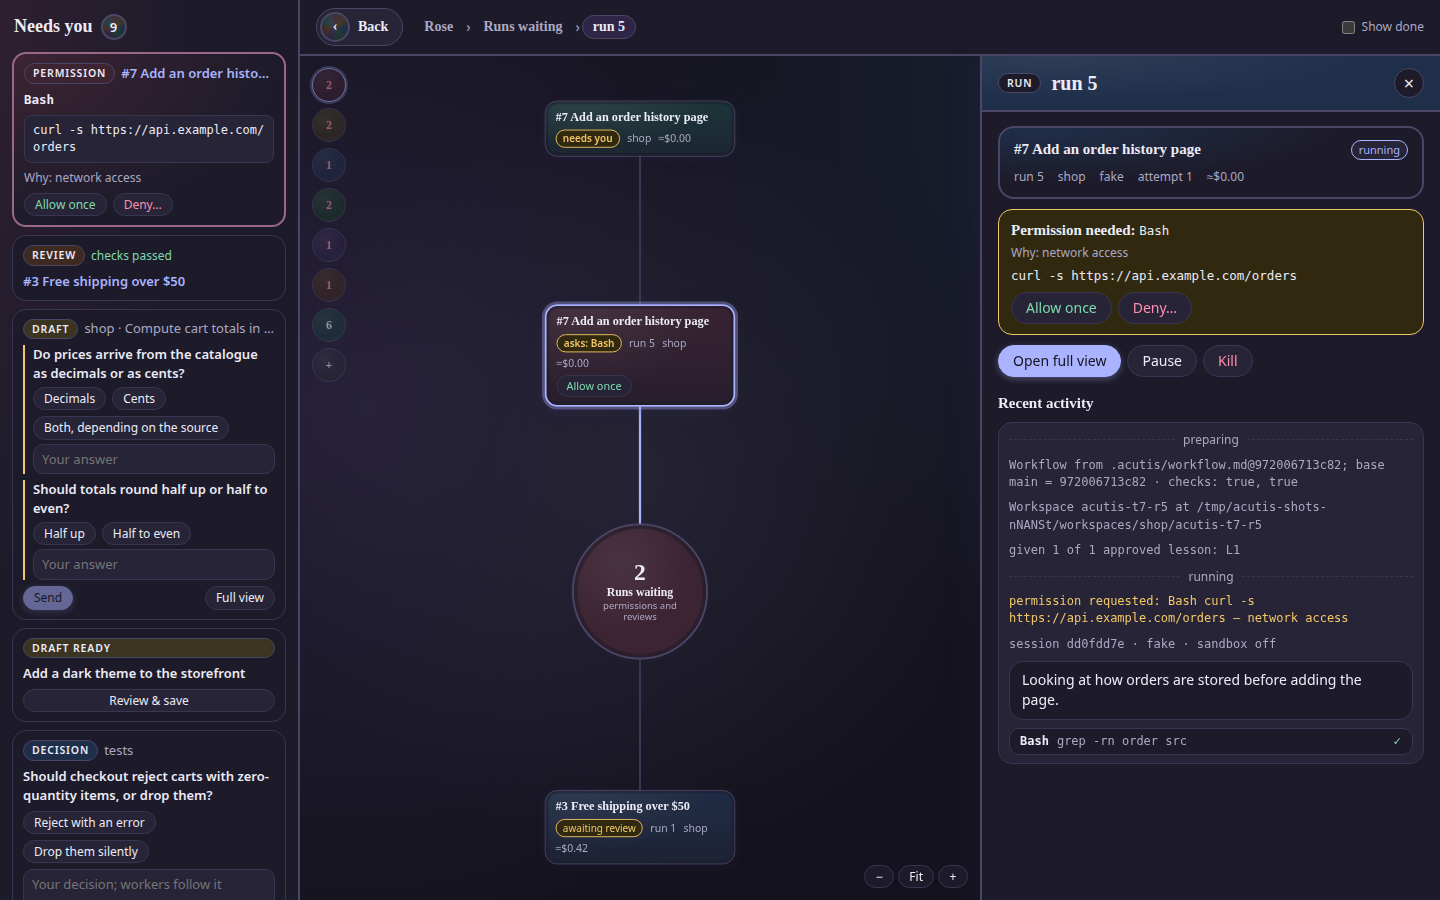 Needs you 9
PERMISSION #7 Add an order histo...
Bash
curl -s https://api.example.com/
orders
Why: network access
Allow once Deny...
REVIEW checks passed
#3 Free shipping over $50
DRAFT shop · Compute cart totals in ...
Do prices arrive from the catalogue
as decimals or as cents?
Decimals Cents
Both, depending on the source
Your answer
Should totals round half up or half to
even?
Half up Half to even
Your answer
Send Full view
DRAFT READY
Add a dark theme to the storefront
Review & save
DECISION tests
Should checkout reject carts with zero-
quantity items, or drop them?
Reject with an error
Drop them silently
Your decision; workers follow it
‹ Back Rose › Runs waiting › run 5
Show done
2
2
1
2
1
1
6
+
#7 Add an order history page
needs you shop ≈$0.00
#7 Add an order history page
asks: Bash run 5 shop
≈$0.00
Allow once
2
Runs waiting
permissions and
reviews
#3 Free shipping over $50
awaiting review run 1 shop
≈$0.42
− Fit +
RUN run 5 ×
#7 Add an order history page running
run 5 shop fake attempt 1 ≈$0.00
Permission needed: Bash
Why: network access
curl -s https://api.example.com/orders
Allow once Deny...
Open full view Pause Kill
Recent activity
preparing
Workflow from .acutis/workflow.md@972006713c82; base
main = 972006713c82 · checks: true, true
Workspace acutis-t7-r5 at /tmp/acutis-shots-
nNANSt/workspaces/shop/acutis-t7-r5
given 1 of 1 approved lesson: L1
running
permission requested: Bash curl -s
https://api.example.com/orders — network access
session dd0fdd7e · fake · sandbox off
Looking at how orders are stored before adding the
page.
Bash grep -rn order src ✓